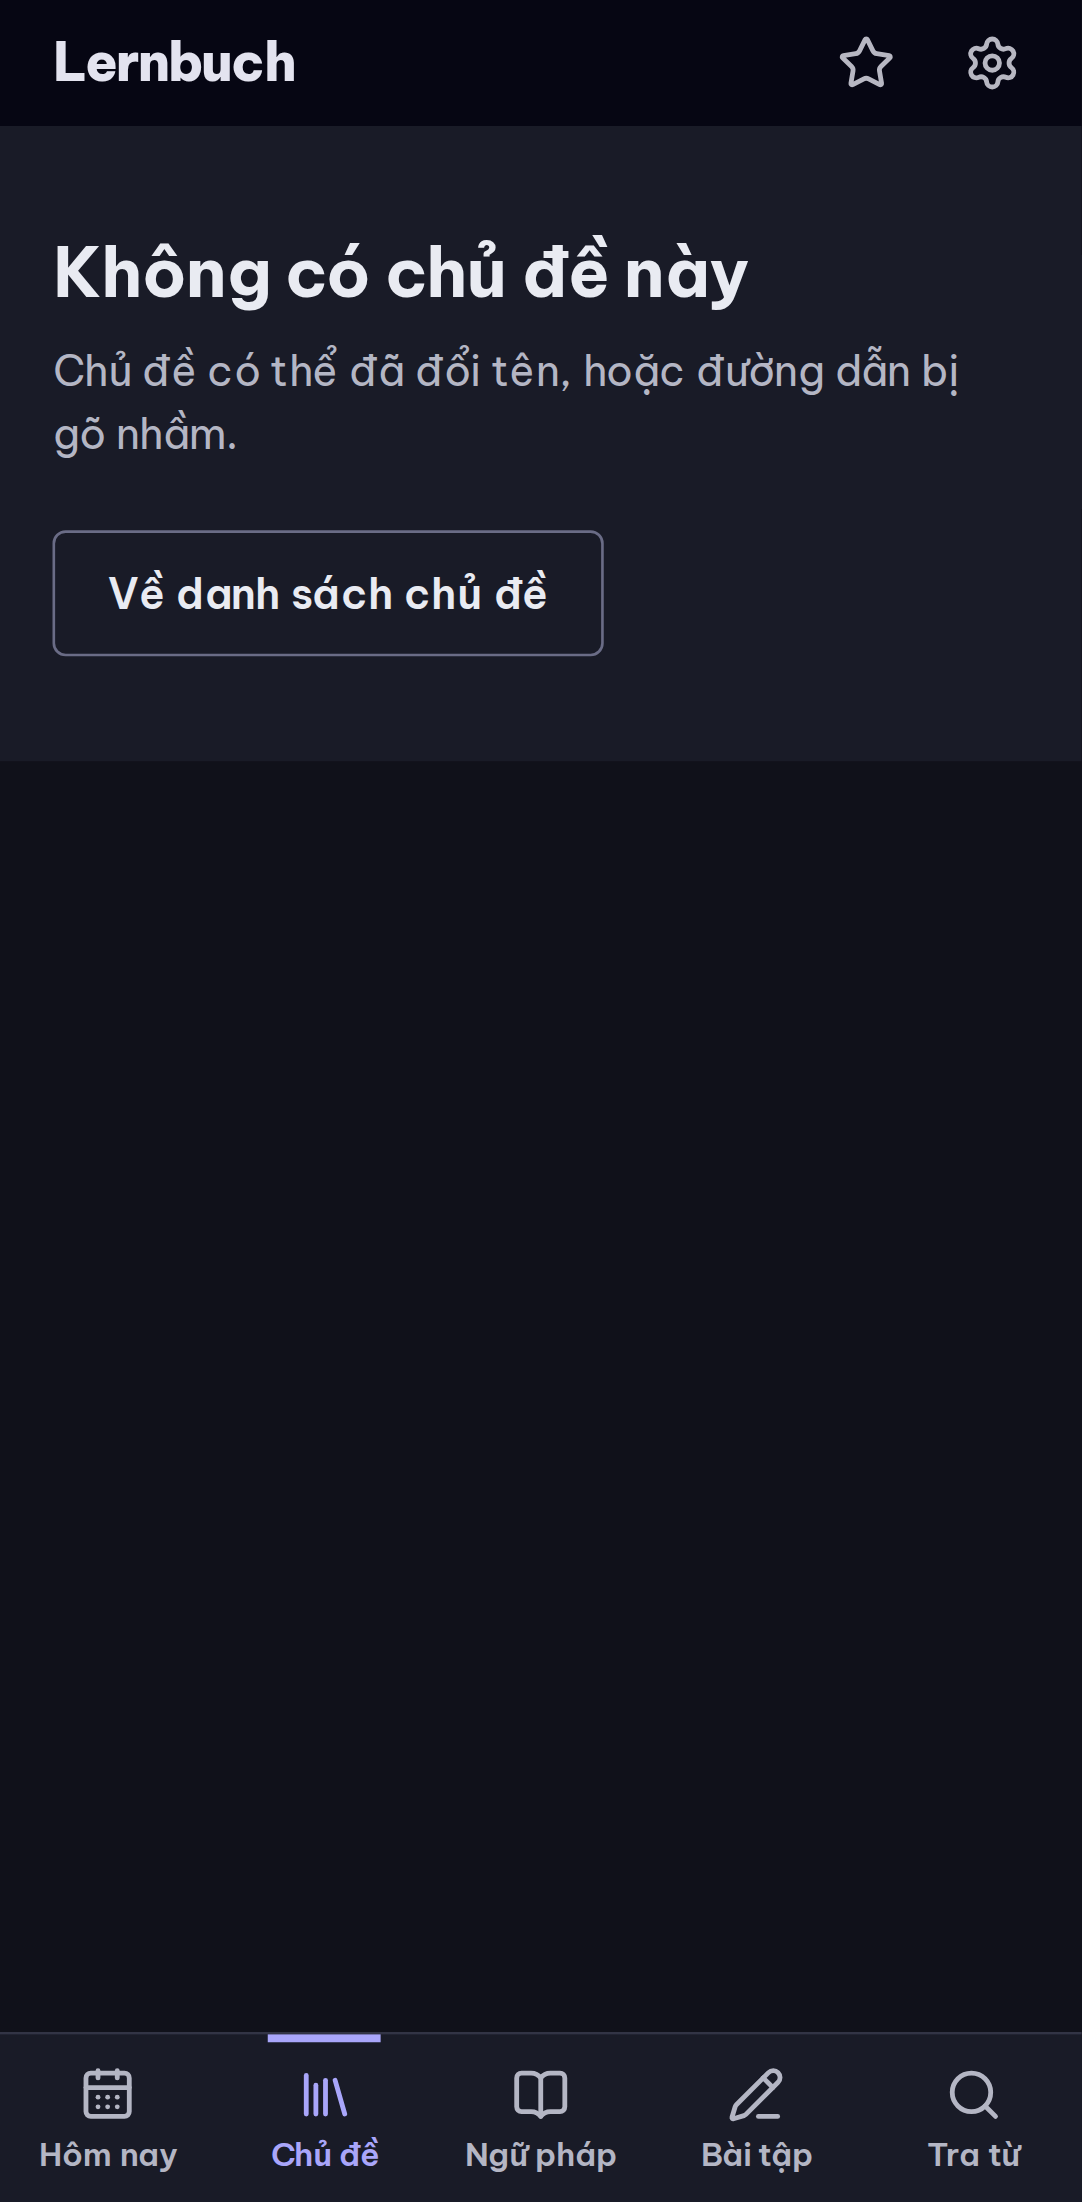 Lernbuch
Không có chủ đề này
Chủ đề có thể đã đổi tên, hoặc đường dẫn bị
gõ nhầm.
Về danh sách chủ đề
Hôm nay
Chủ đề
Ngữ pháp
Bài tập
Tra từ